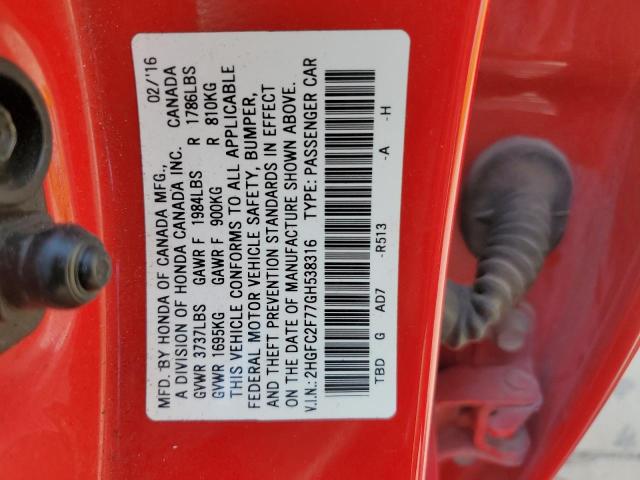 MFD. BY HONDA OF CANADA MFG., 02/'16
A DIVISION OF HONDA CANADA INC. CANADA
GVWR 3737LBS GAWR F 1984LBS R 1786LBS
GVWR 1695KG GAWR F 900KG R 810KG
THIS VEHICLE CONFORMS TO ALL APPLICABLE
FEDERAL MOTOR VEHICLE SAFETY, BUMPER,
AND THEFT PREVENTION STANDARDS IN EFFECT
ON THE DATE OF MANUFACTURE SHOWN ABOVE.
V.I.N.: 2HGFC2F77GH538316 TYPE: PASSENGER CAR
TBD G AD7 -R513 -A -H